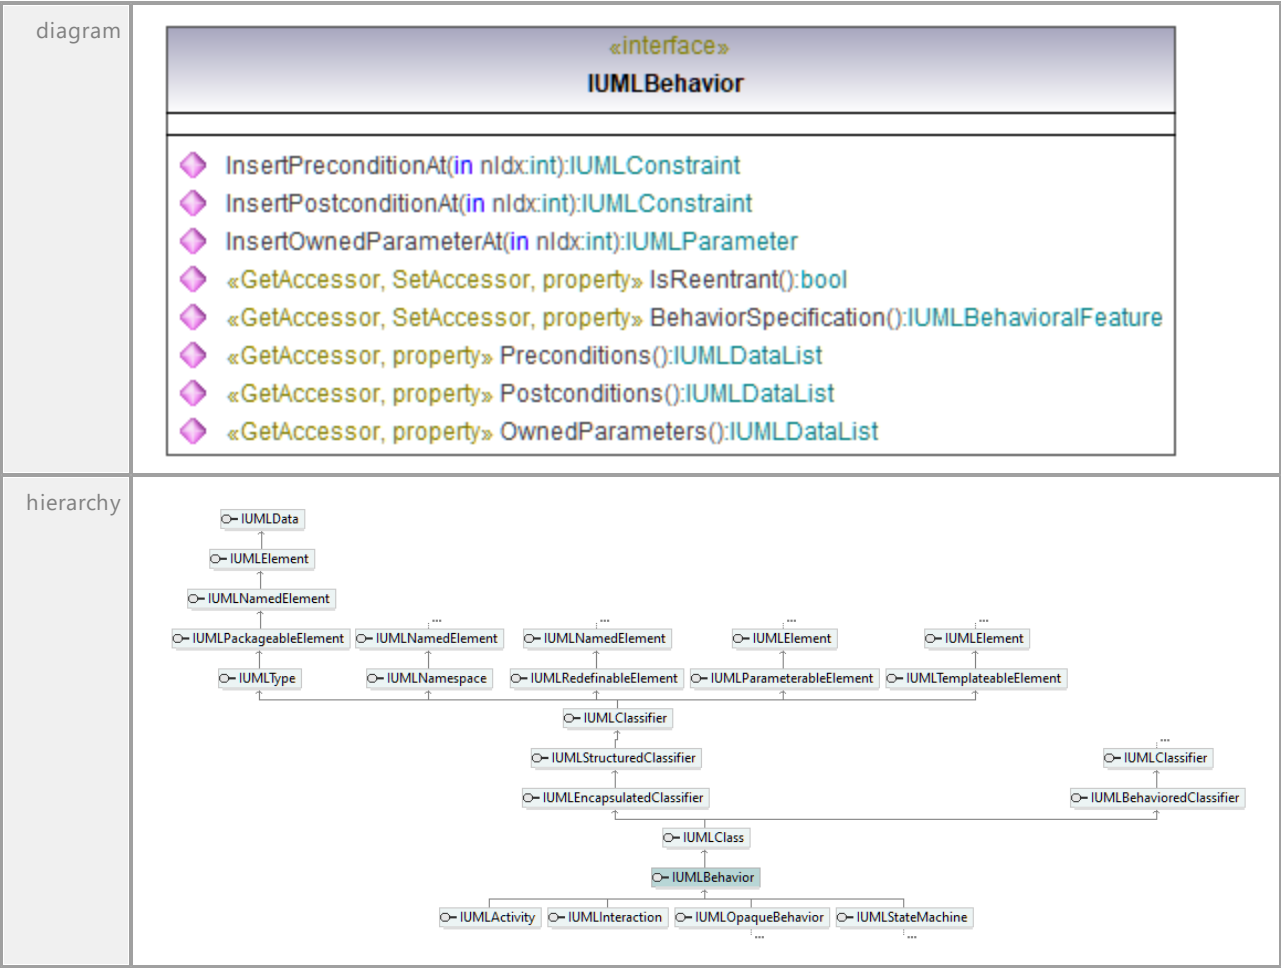 diagram
«interface»
IUMLBehavior
InsertPreconditionAt(in nIdx:int):IUMLConstraint
InsertPostconditionAt(in nIdx:int):IUMLConstraint
InsertOwnedParameterAt(in nIdx:int):IUMLParameter
«GetAccessor, SetAccessor, property» IsReentrant():bool
«GetAccessor, SetAccessor, property» BehaviorSpecification():IUMLBehavioralFeature
«GetAccessor, property» Preconditions():IUMLDataList
«GetAccessor, property» Postconditions():IUMLDataList
«GetAccessor, property» OwnedParameters():IUMLDataList
hierarchy
IUMLData
IUMLElement
IUMLNamedElement
... ... ... ...
IUMLPackageableElement IUMLNamedElement IUMLNamedElement IUMLElement IUMLElement
IUMLType IUMLNamespace IUMLRedefinableElement IUMLParameterableElement IUMLTemplateableElement
IUMLClassifier
...
IUMLStructuredClassifier IUMLClassifier
IUMLEncapsulatedClassifier IUMLBehavioredClassifier
IUMLClass
IUMLBehavior
IUMLActivity IUMLInteraction IUMLOpaqueBehavior IUMLStateMachine
... ...